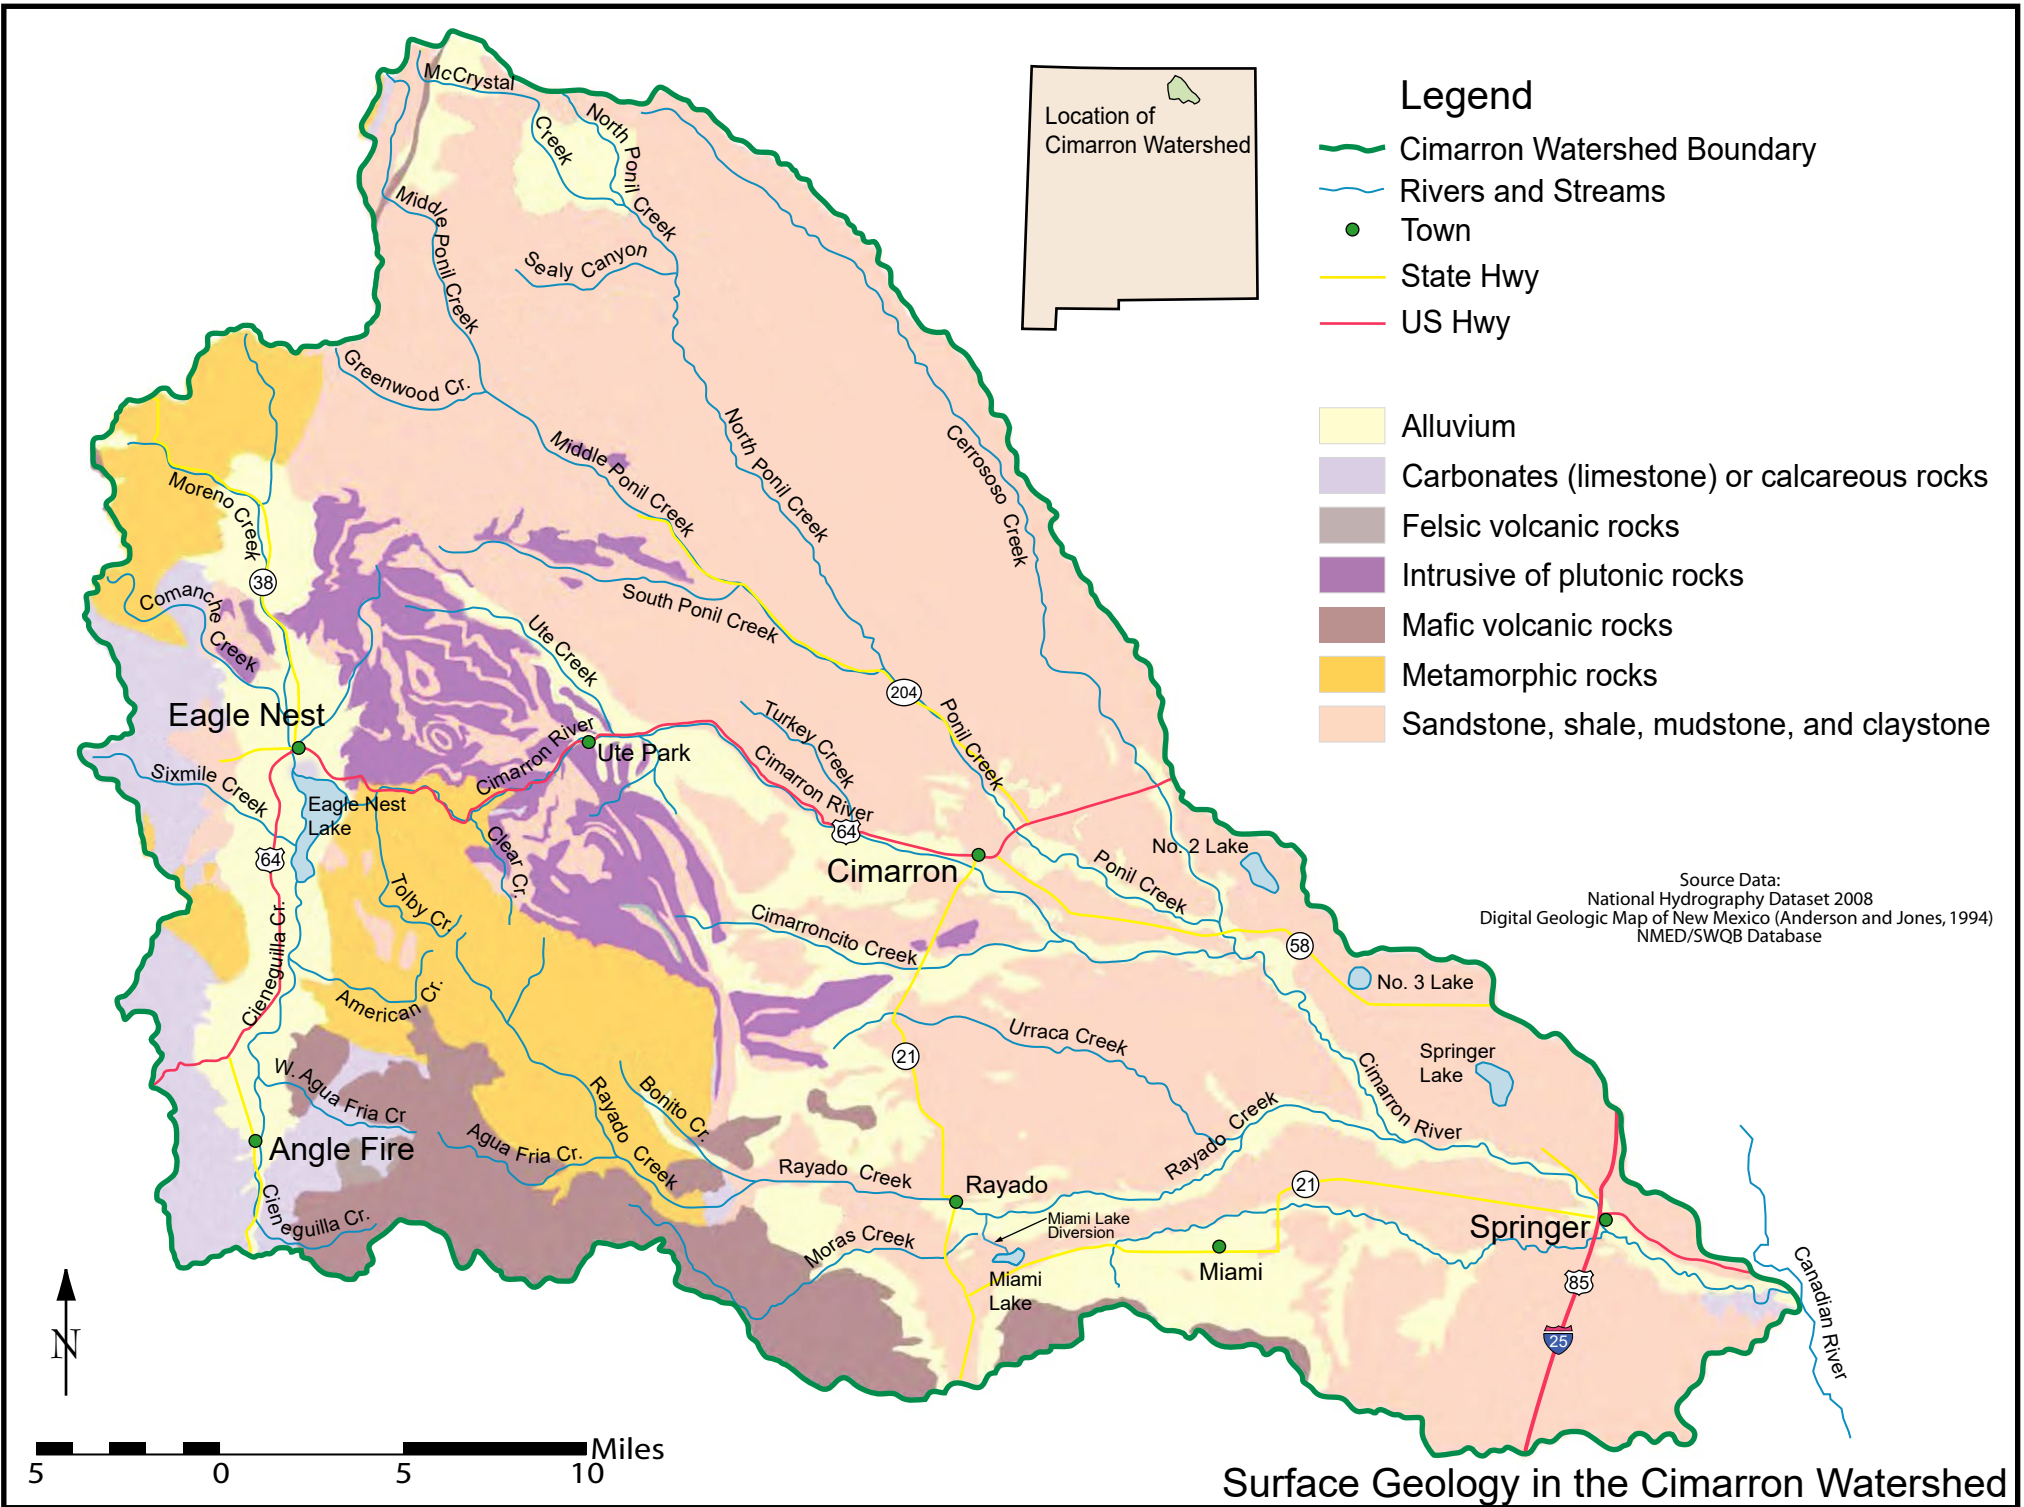 McCrystal
Creek
North Ponil Creek
Middle Ponil Creek
Sealy Canyon
Greenwood Cr.
Middle Ponil Creek
North Ponil Creek
Cerrososo Creek
Moreno Creek
38
Comanche Creek
South Ponil Creek
Ute Creek
204
Ponil Creek
Turkey Creek
Eagle Nest
Cimarron River
Ute Park
Cimarron River
64
Sixmile Creek
Eagle Nest
Lake
64
Clear Cr.
Cimarron
No. 2 Lake
Ponil Creek
Tolby Cr.
Cimarroncito Creek
58
No. 3 Lake
Cieneguilla Cr.
American Cr.
Urraca Creek
21
Springer
Lake
Cimarron River
W. Agua Fria Cr
Rayado Creek
Bonito Cr.
Angle Fire
Agua Fria Cr.
Rayado Creek
Rayado Creek
Rayado
21
Cieneguilla Cr.
Moras Creek
Miami Lake
Diversion
Miami
Lake
Miami
Springer
85
25
Canadian River
Location of
Cimarron Watershed
Legend
Cimarron Watershed Boundary
Rivers and Streams
Town
State Hwy
US Hwy
Alluvium
Carbonates (limestone) or calcareous rocks
Felsic volcanic rocks
Intrusive of plutonic rocks
Mafic volcanic rocks
Metamorphic rocks
Sandstone, shale, mudstone, and claystone
Source Data:
National Hydrography Dataset 2008
Digital Geologic Map of New Mexico (Anderson and Jones, 1994)
NMED/SWQB Database
N
Miles
5 0 5 10
Surface Geology in the Cimarron Watershed